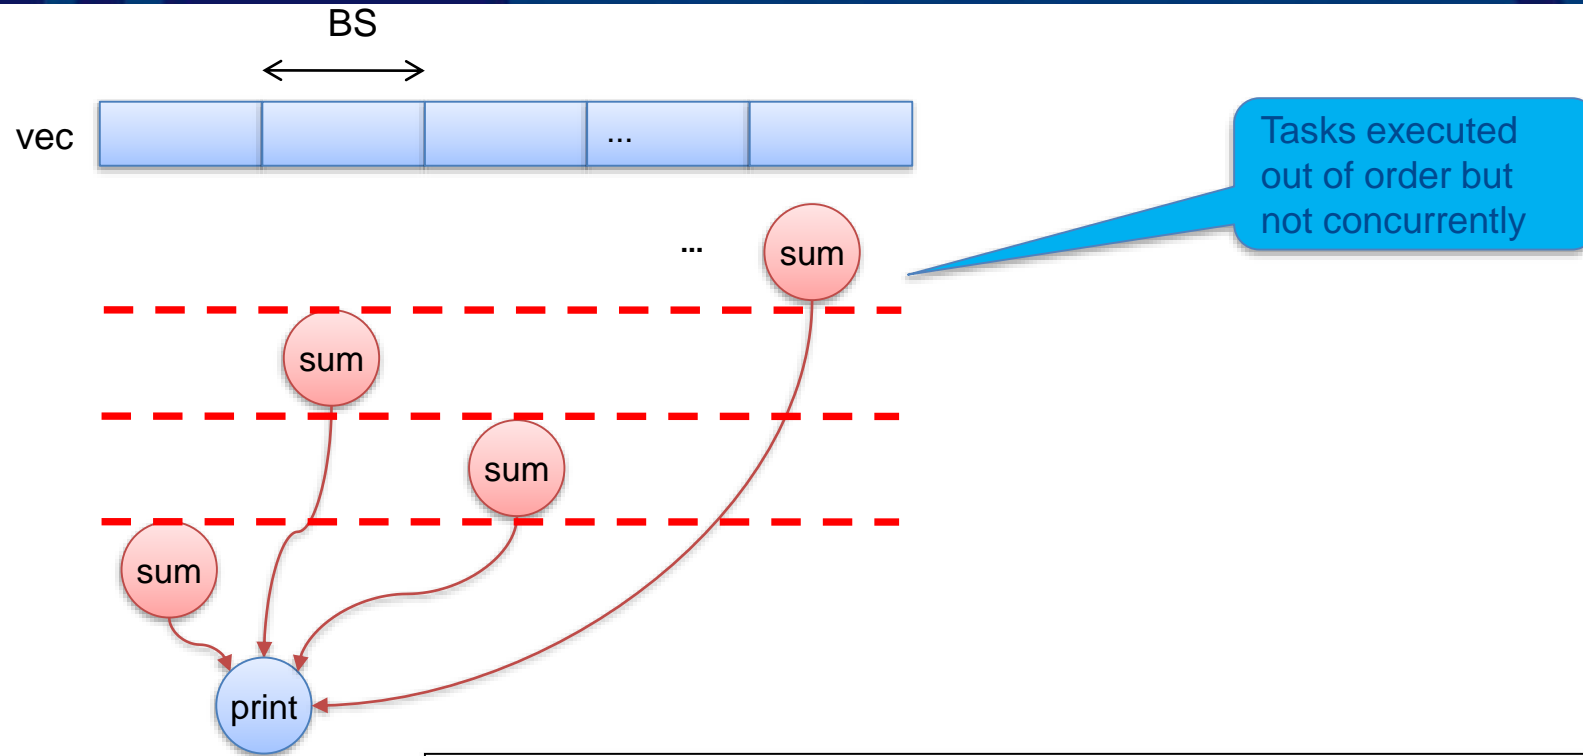 BS
vec
...
Tasks executed
out of order but
not concurrently
...
sum
sum
sum
sum
print